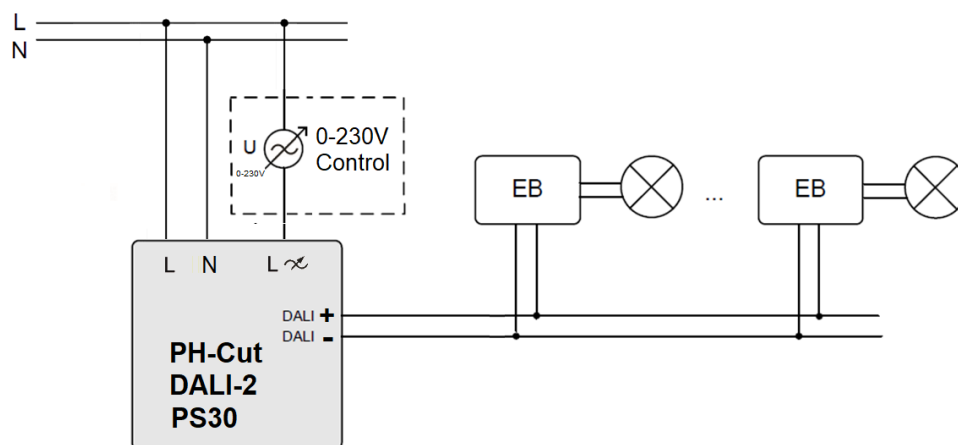 L
N
U
0-230V
0-230V
Control
EB
...
EB
L N L
DALI +
DALI -
PH-Cut
DALI-2
PS30